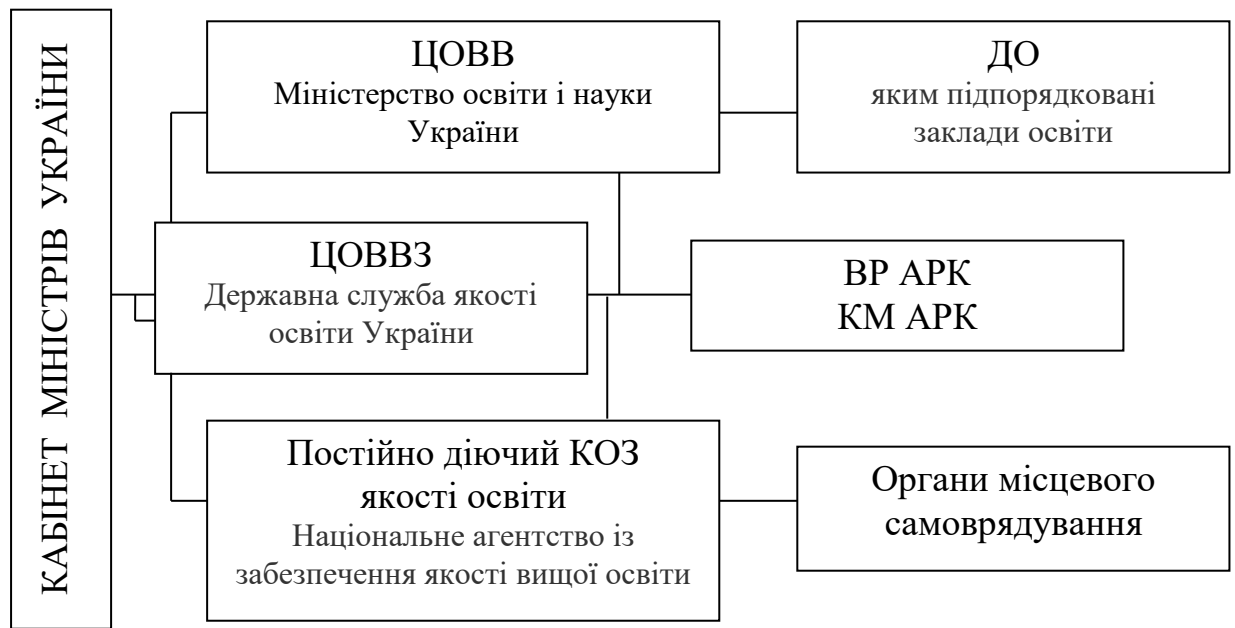 КАБІНЕТ МІНІСТРІВ УКРАЇНИ
ЦОВВ
Міністерство освіти і науки
України
ДО
яким підпорядковані
заклади освіти
ЦОВВЗ
Державна служба якості
освіти України
ВР АРК
КМ АРК
Постійно діючий КОЗ
якості освіти
Національне агентство із
забезпечення якості вищої освіти
Органи місцевого
самоврядування